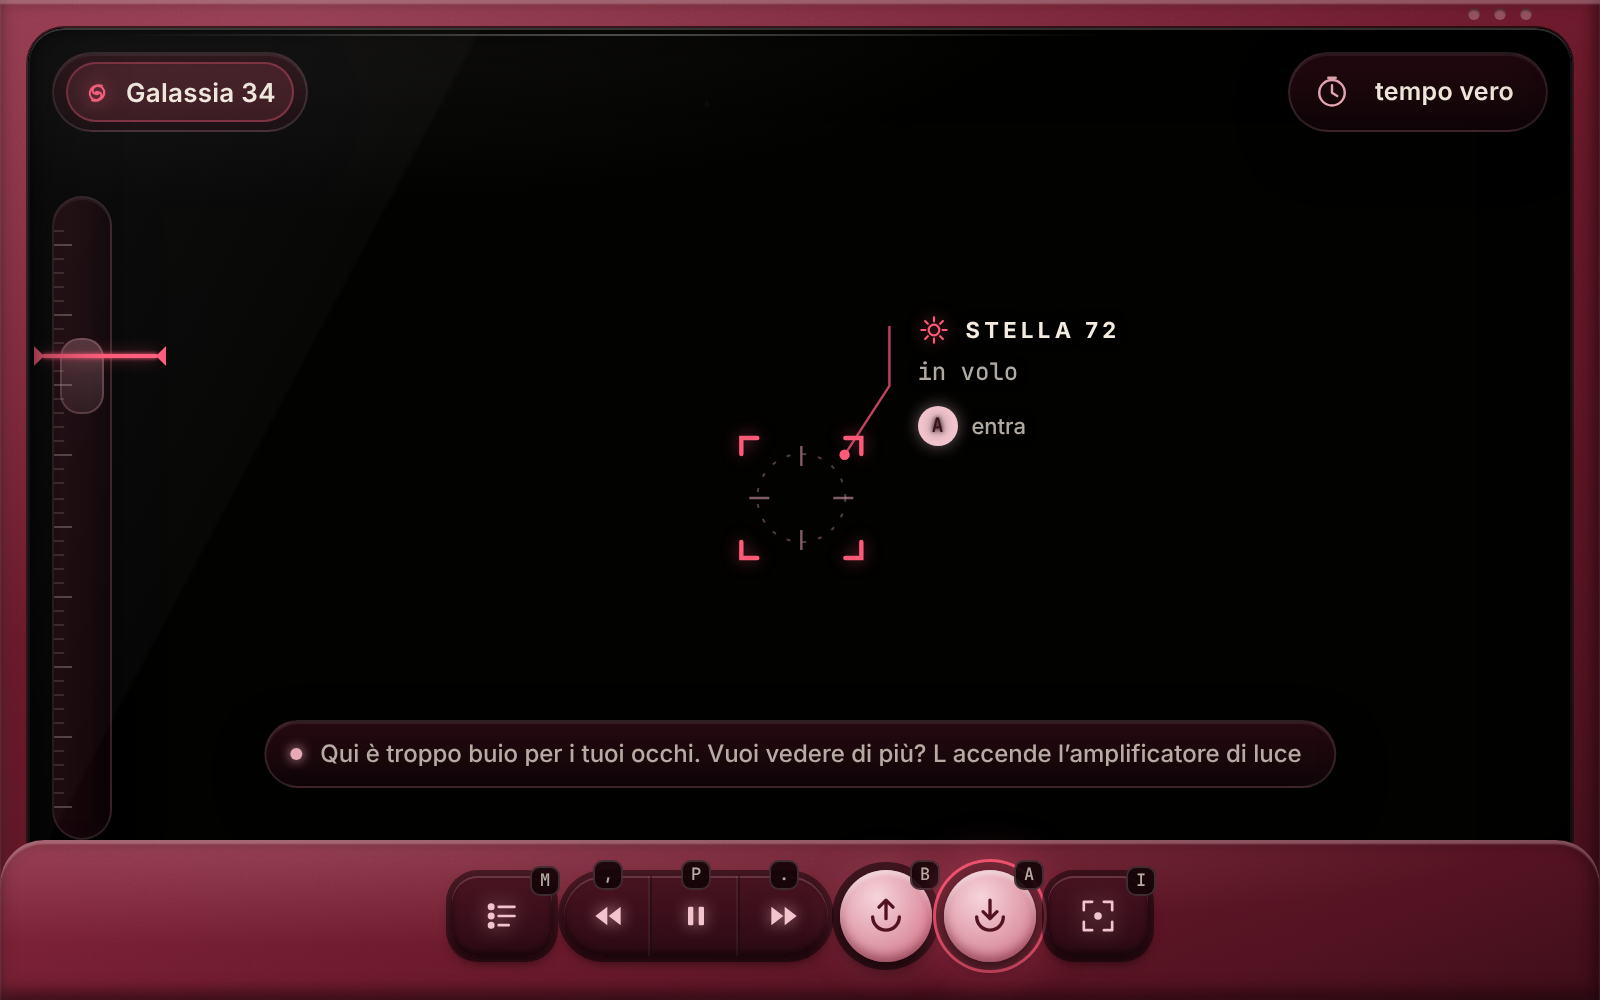 Galassia 34
tempo vero
STELLA 72
in volo
A entra
Qui è troppo buio per i tuoi occhi. Vuoi vedere di più? L accende l’amplificatore di luce
M , P . B A I